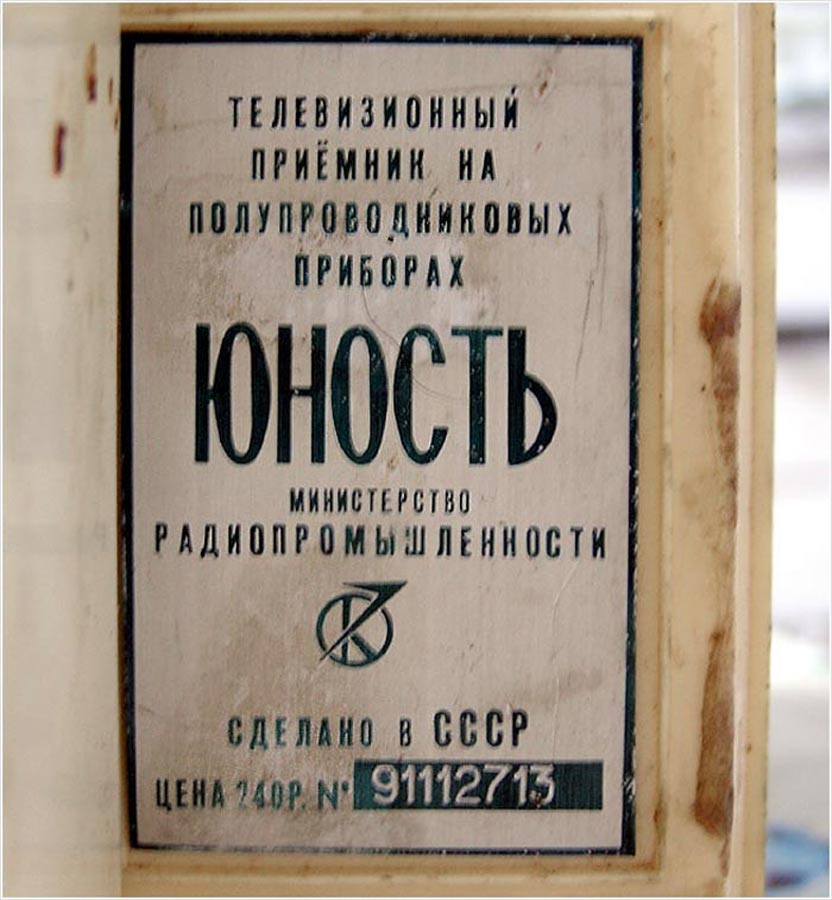 ТЕЛЕВИЗИОННЫЙ
ПРИЁМНИК НА
ПОЛУПРОВОДНИКОВЫХ
ПРИБОРАХ
ЮНОСТЬ
МИНИСТЕРСТВО
РАДИОПРОМЫШЛЕННОСТИ
К
СДЕЛАНО В СССР
ЦЕНА 240Р. № 91112713